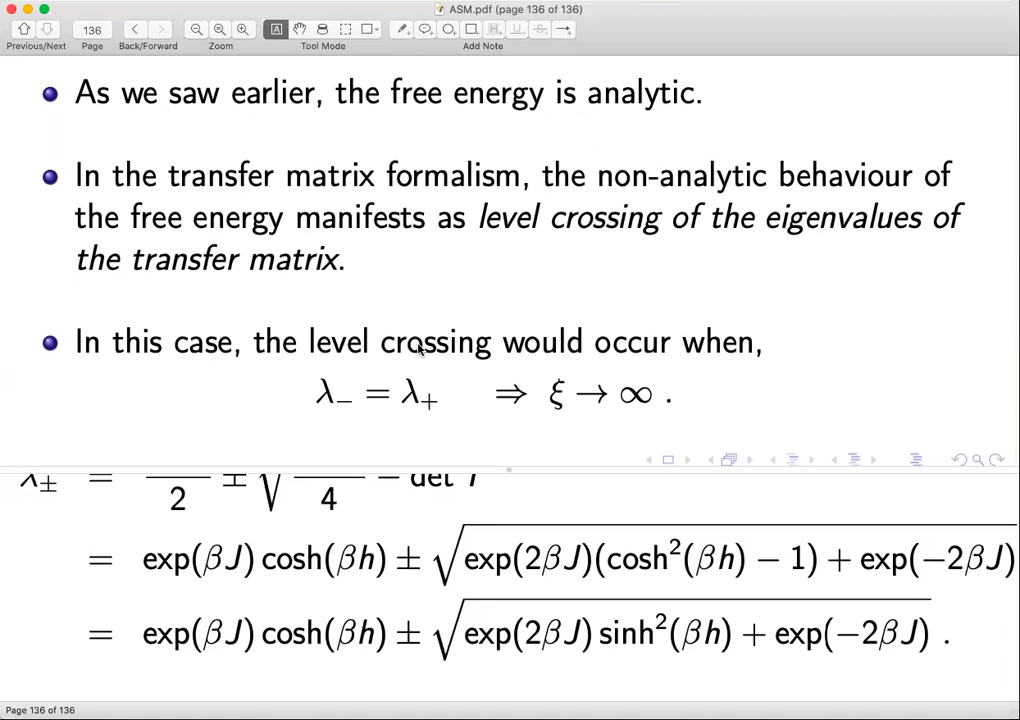 ASM.pdf (page 136 of 136)
136
Previous/Next Page Back/Forward Zoom Tool Mode Add Note
As we saw earlier, the free energy is analytic.
In the transfer matrix formalism, the non-analytic behaviour of
the free energy manifests as level crossing of the eigenvalues of
the transfer matrix.
In this case, the level crossing would occur when,
λ₋ = λ₊ ⇒ ξ → ∞ .
λ± = 2 ± √ 4 − det T
= exp(βJ) cosh(βh) ± √exp(2βJ)(cosh²(βh) − 1) + exp(−2βJ)
= exp(βJ) cosh(βh) ± √exp(2βJ) sinh²(βh) + exp(−2βJ) .
Page 136 of 136